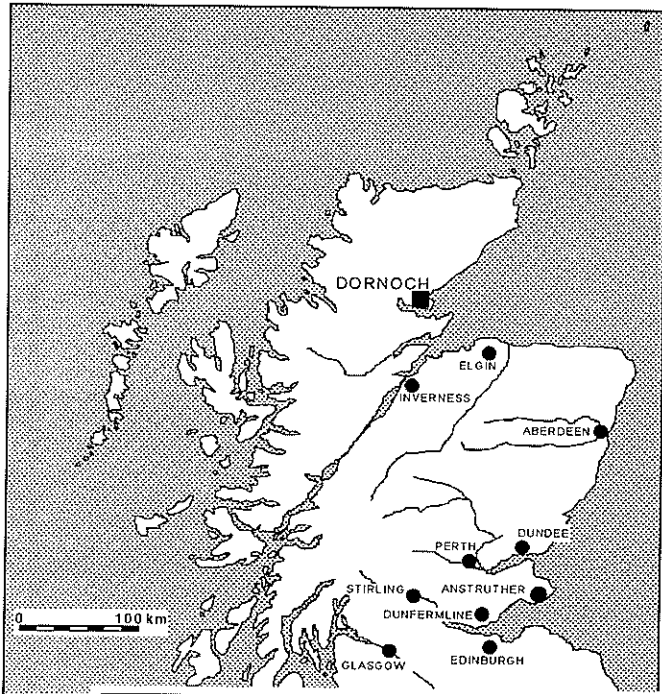 DORNOCH
ELGIN
INVERNESS
ABERDEEN
DUNDEE
PERTH
STIRLING
ANSTRUTHER
DUNFERMLINE
0 100 km
GLASGOW
EDINBURGH